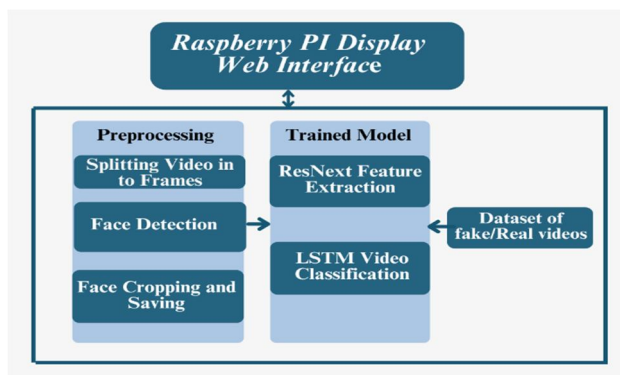 Raspberry PI Display
Web Interface
Preprocessing
Splitting Video in
to Frames
Face Detection
Face Cropping and
Saving
Trained Model
ResNext Feature
Extraction
LSTM Video
Classification
Dataset of
fake/Real videos